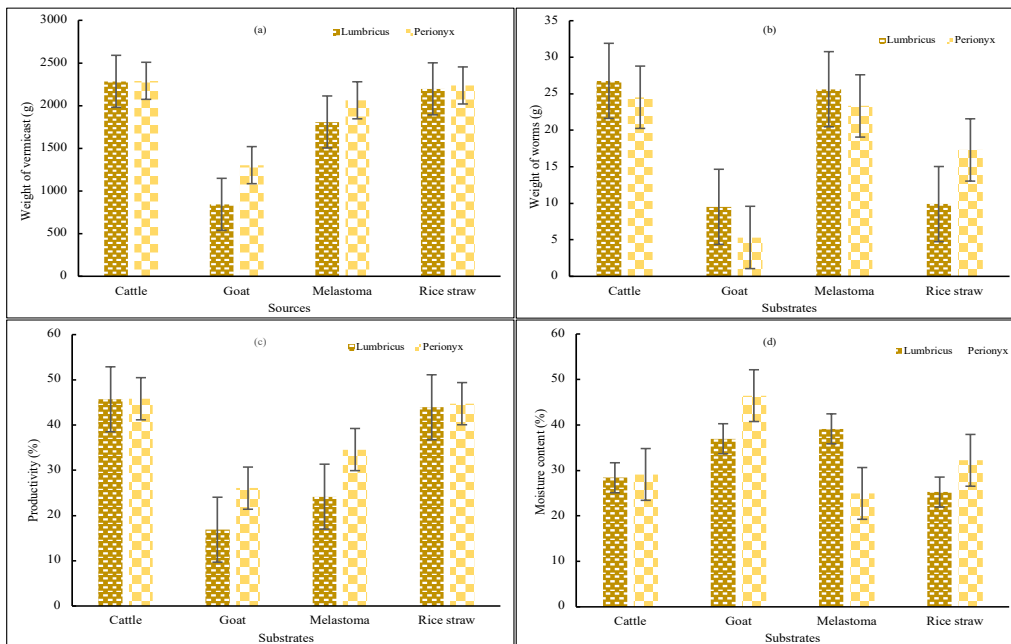 (a)
Lumbricus Perionyx
Weight of vermicast (g)
3000
2500
2000
1500
1000
500
0
Cattle Goat Melastoma Rice straw
Sources
(b)
Lumbricus Perionyx
Weight of worms (g)
35
30
25
20
15
10
5
0
Cattle Goat Melastoma Rice straw
Substrates
(c)
Lumbricus Perionyx
Productivity (%)
60
50
40
30
20
10
0
Cattle Goat Melastoma Rice straw
Substrates
(d)
Lumbricus Perionyx
Moisture content (%)
60
50
40
30
20
10
0
Cattle Goat Melastoma Rice straw
Substrates